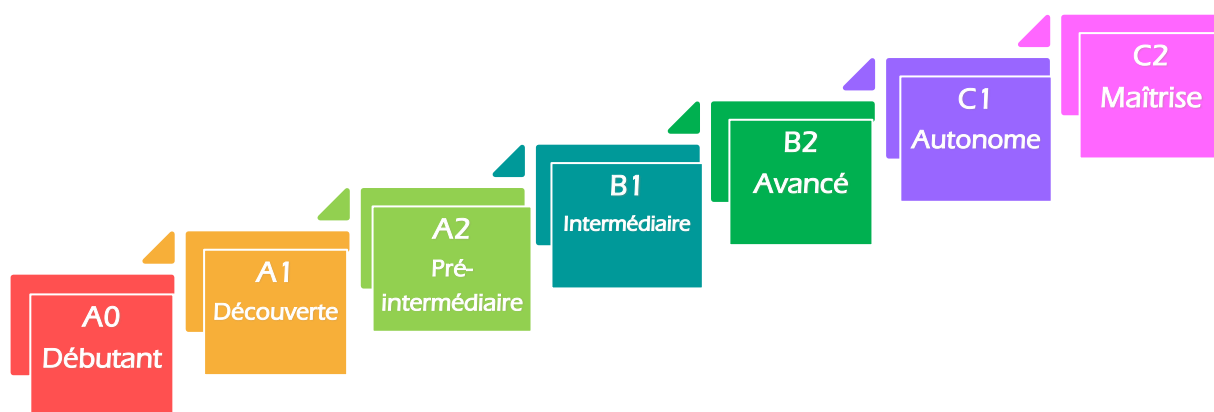 A0
Débutant
A1
Découverte
A2
Pré-
intermédiaire
B1
Intermédiaire
B2
Avancé
C1
Autonome
C2
Maîtrise